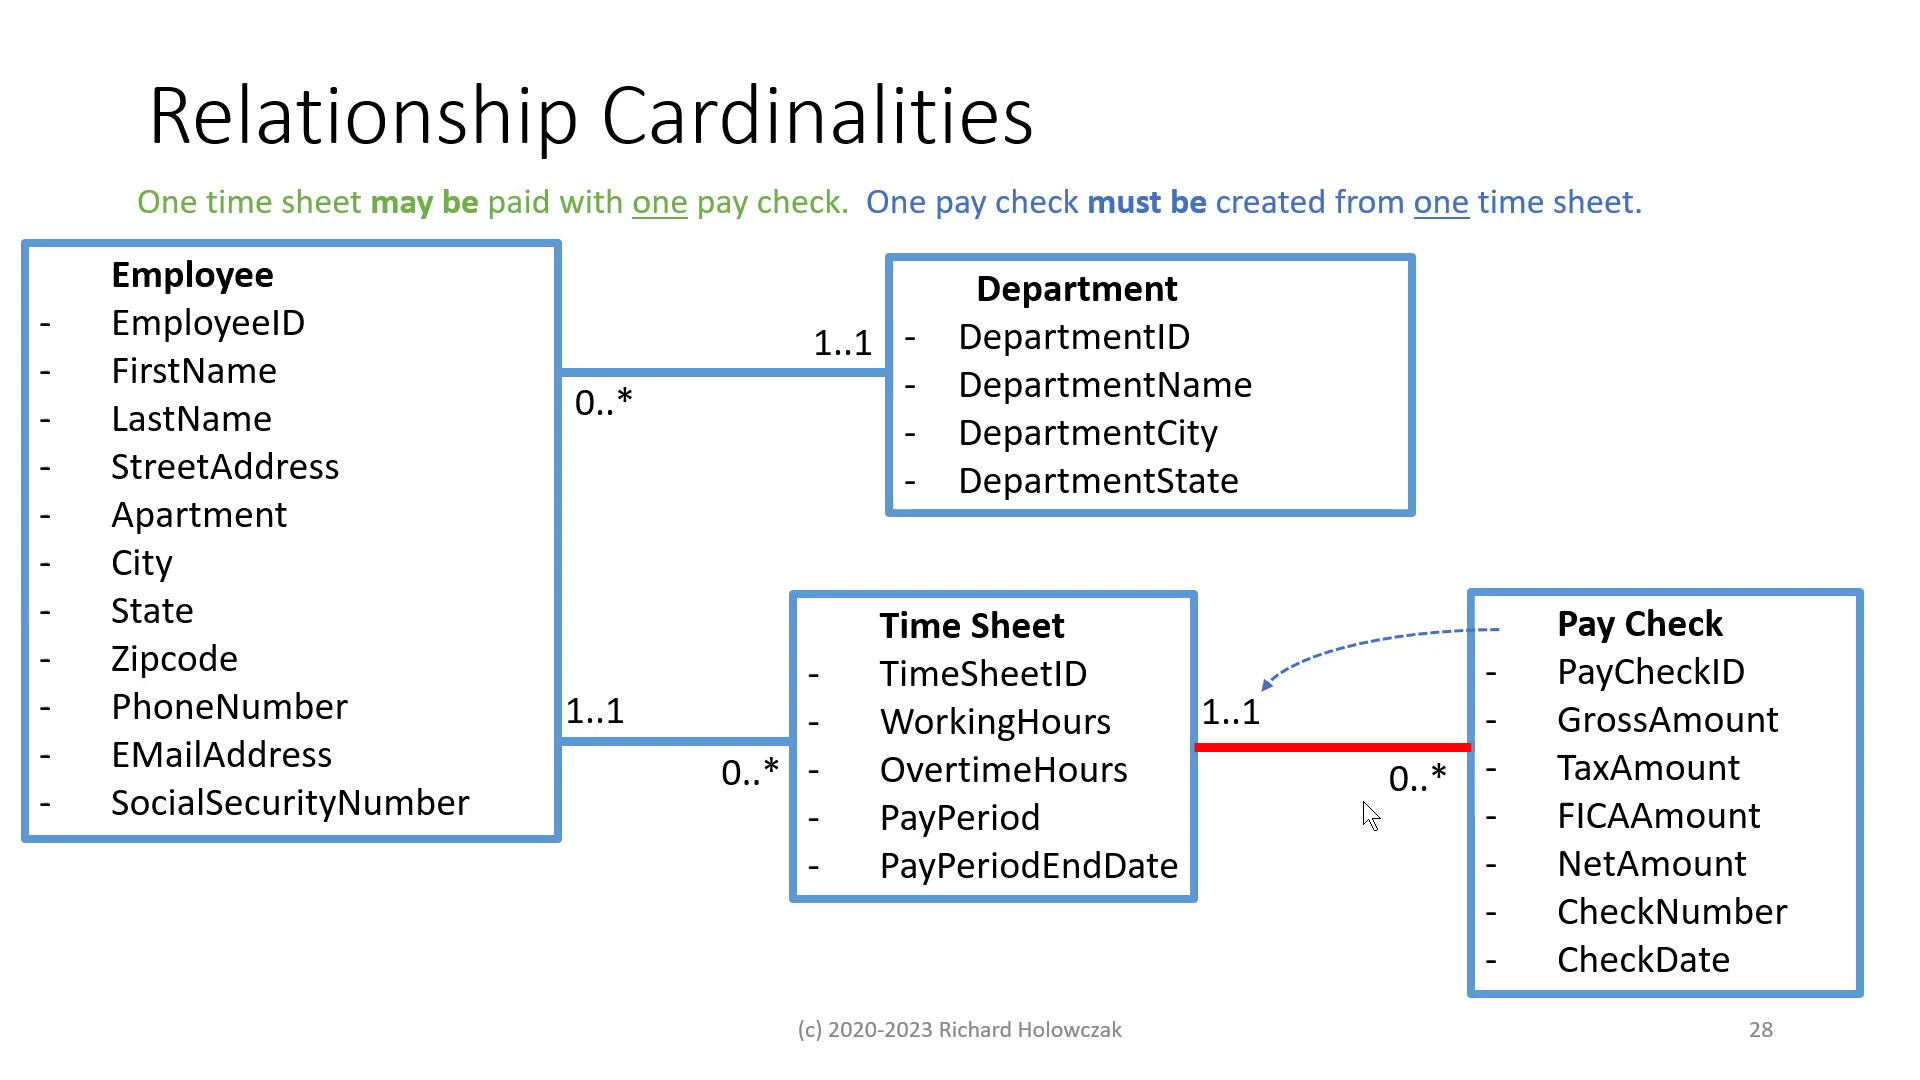 Relationship Cardinalities
One time sheet may be paid with one pay check. One pay check must be created from one time sheet.
Employee
- EmployeeID
- FirstName
- LastName
- StreetAddress
- Apartment
- City
- State
- Zipcode
- PhoneNumber
- EMailAddress
- SocialSecurityNumber
1..1
0..*
Department
- DepartmentID
- DepartmentName
- DepartmentCity
- DepartmentState
1..1
0..*
Time Sheet
- TimeSheetID
- WorkingHours
- OvertimeHours
- PayPeriod
- PayPeriodEndDate
1..1
0..*
Pay Check
- PayCheckID
- GrossAmount
- TaxAmount
- FICAAmount
- NetAmount
- CheckNumber
- CheckDate
(c) 2020-2023 Richard Holowczak
28